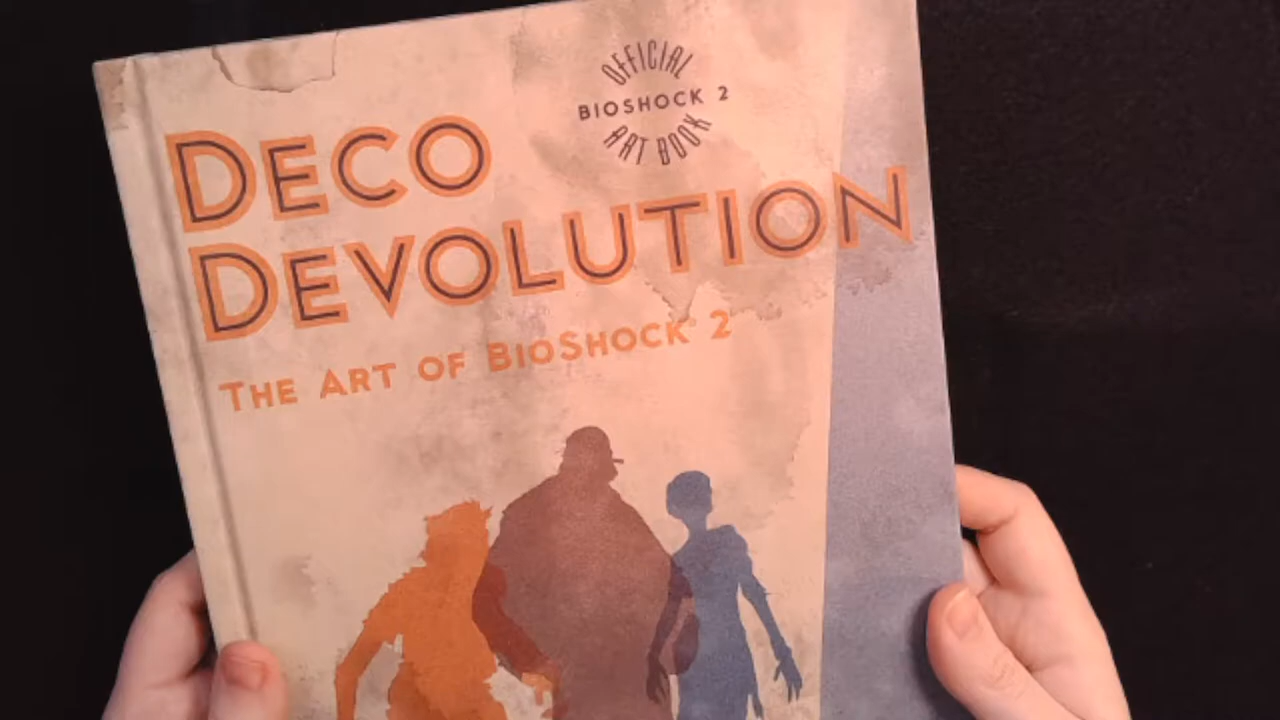 OFFICIAL
BIOSHOCK 2
ART BOOK
DECO
DEVOLUTION
THE ART OF BIOSHOCK® 2